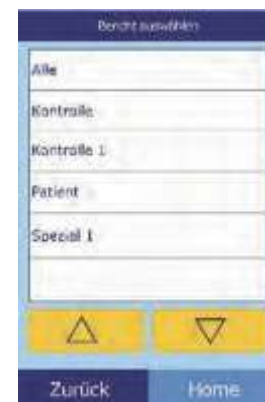 Bericht auswählen
Alle
Kontrolle
Kontrolle 1
Patient
Spezial 1
Zurück Home